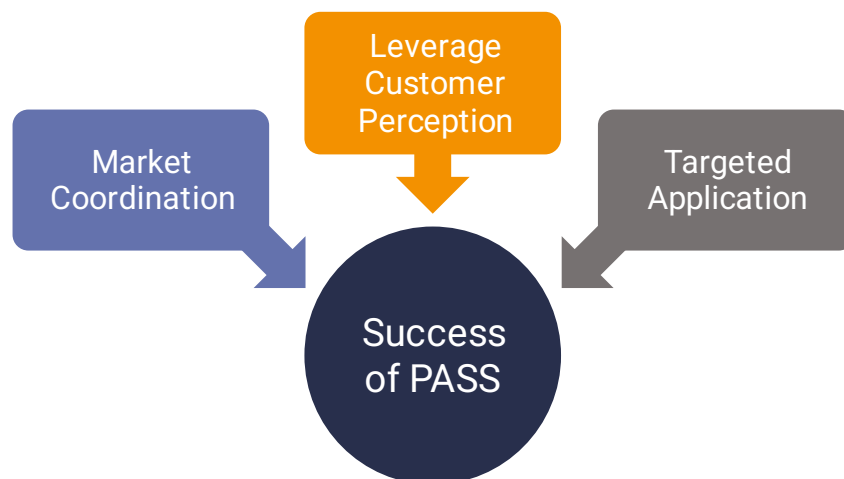 Leverage
Customer
Perception
Market
Coordination
Targeted
Application
Success
of PASS